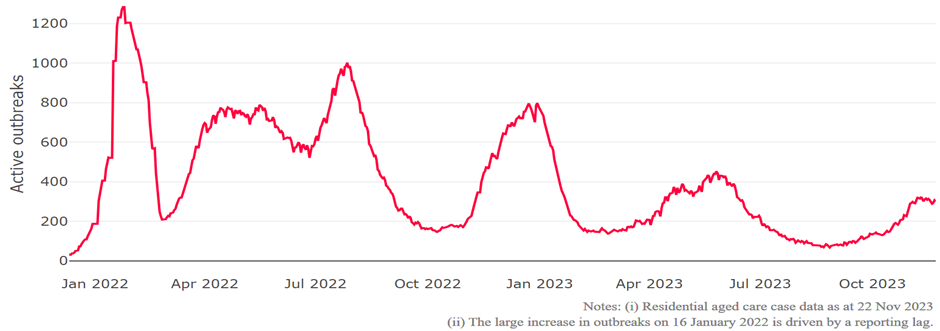 Active outbreaks
1200
1000
800
600
400
200
0
Jan 2022 Apr 2022 Jul 2022 Oct 2022 Jan 2023 Apr 2023 Jul 2023 Oct 2023
Notes: (i) Residential aged care case data as at 22 Nov 2023
(ii) The large increase in outbreaks on 16 January 2022 is driven by a reporting lag.